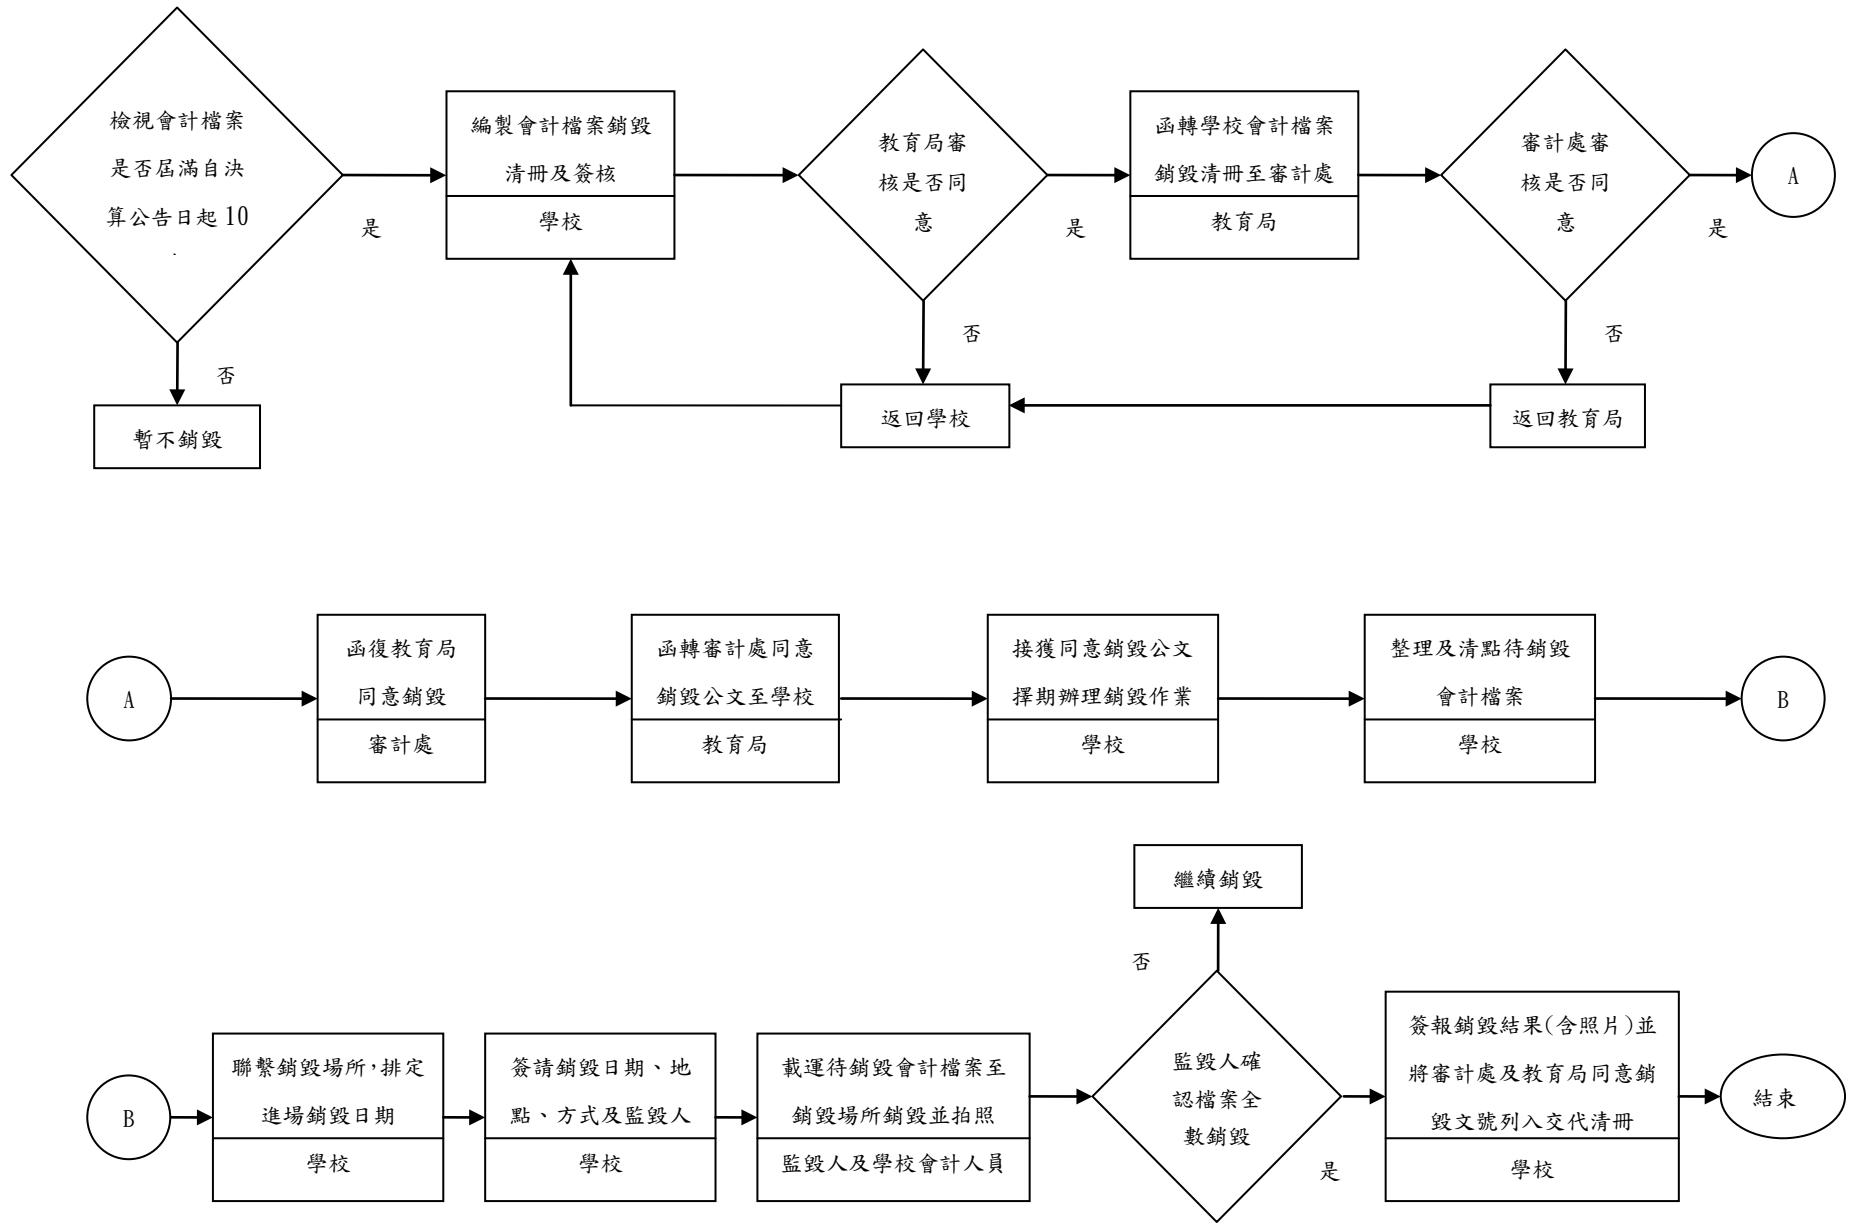 檢視會計檔案
是否屆滿自決
算公告日起 10
是
否
暫不銷毀
編製會計檔案銷毀
清冊及簽核
學校
教育局審
核是否同
意
是
否
返回學校
函轉學校會計檔案
銷毀清冊至審計處
教育局
審計處審
核是否同
意
是
否
返回教育局
A
A
函復教育局
同意銷毀
審計處
函轉審計處同意
銷毀公文至學校
教育局
接獲同意銷毀公文
擇期辦理銷毀作業
學校
整理及清點待銷毀
會計檔案
學校
B
B
聯繫銷毀場所,排定
進場銷毀日期
學校
簽請銷毀日期、地
點、方式及監毀人
學校
載運待銷毀會計檔案至
銷毀場所銷毀並拍照
監毀人及學校會計人員
監毀人確
認檔案全
數銷毀
否
繼續銷毀
是
簽報銷毀結果(含照片)並
將審計處及教育局同意銷
毀文號列入交代清冊
學校
結束